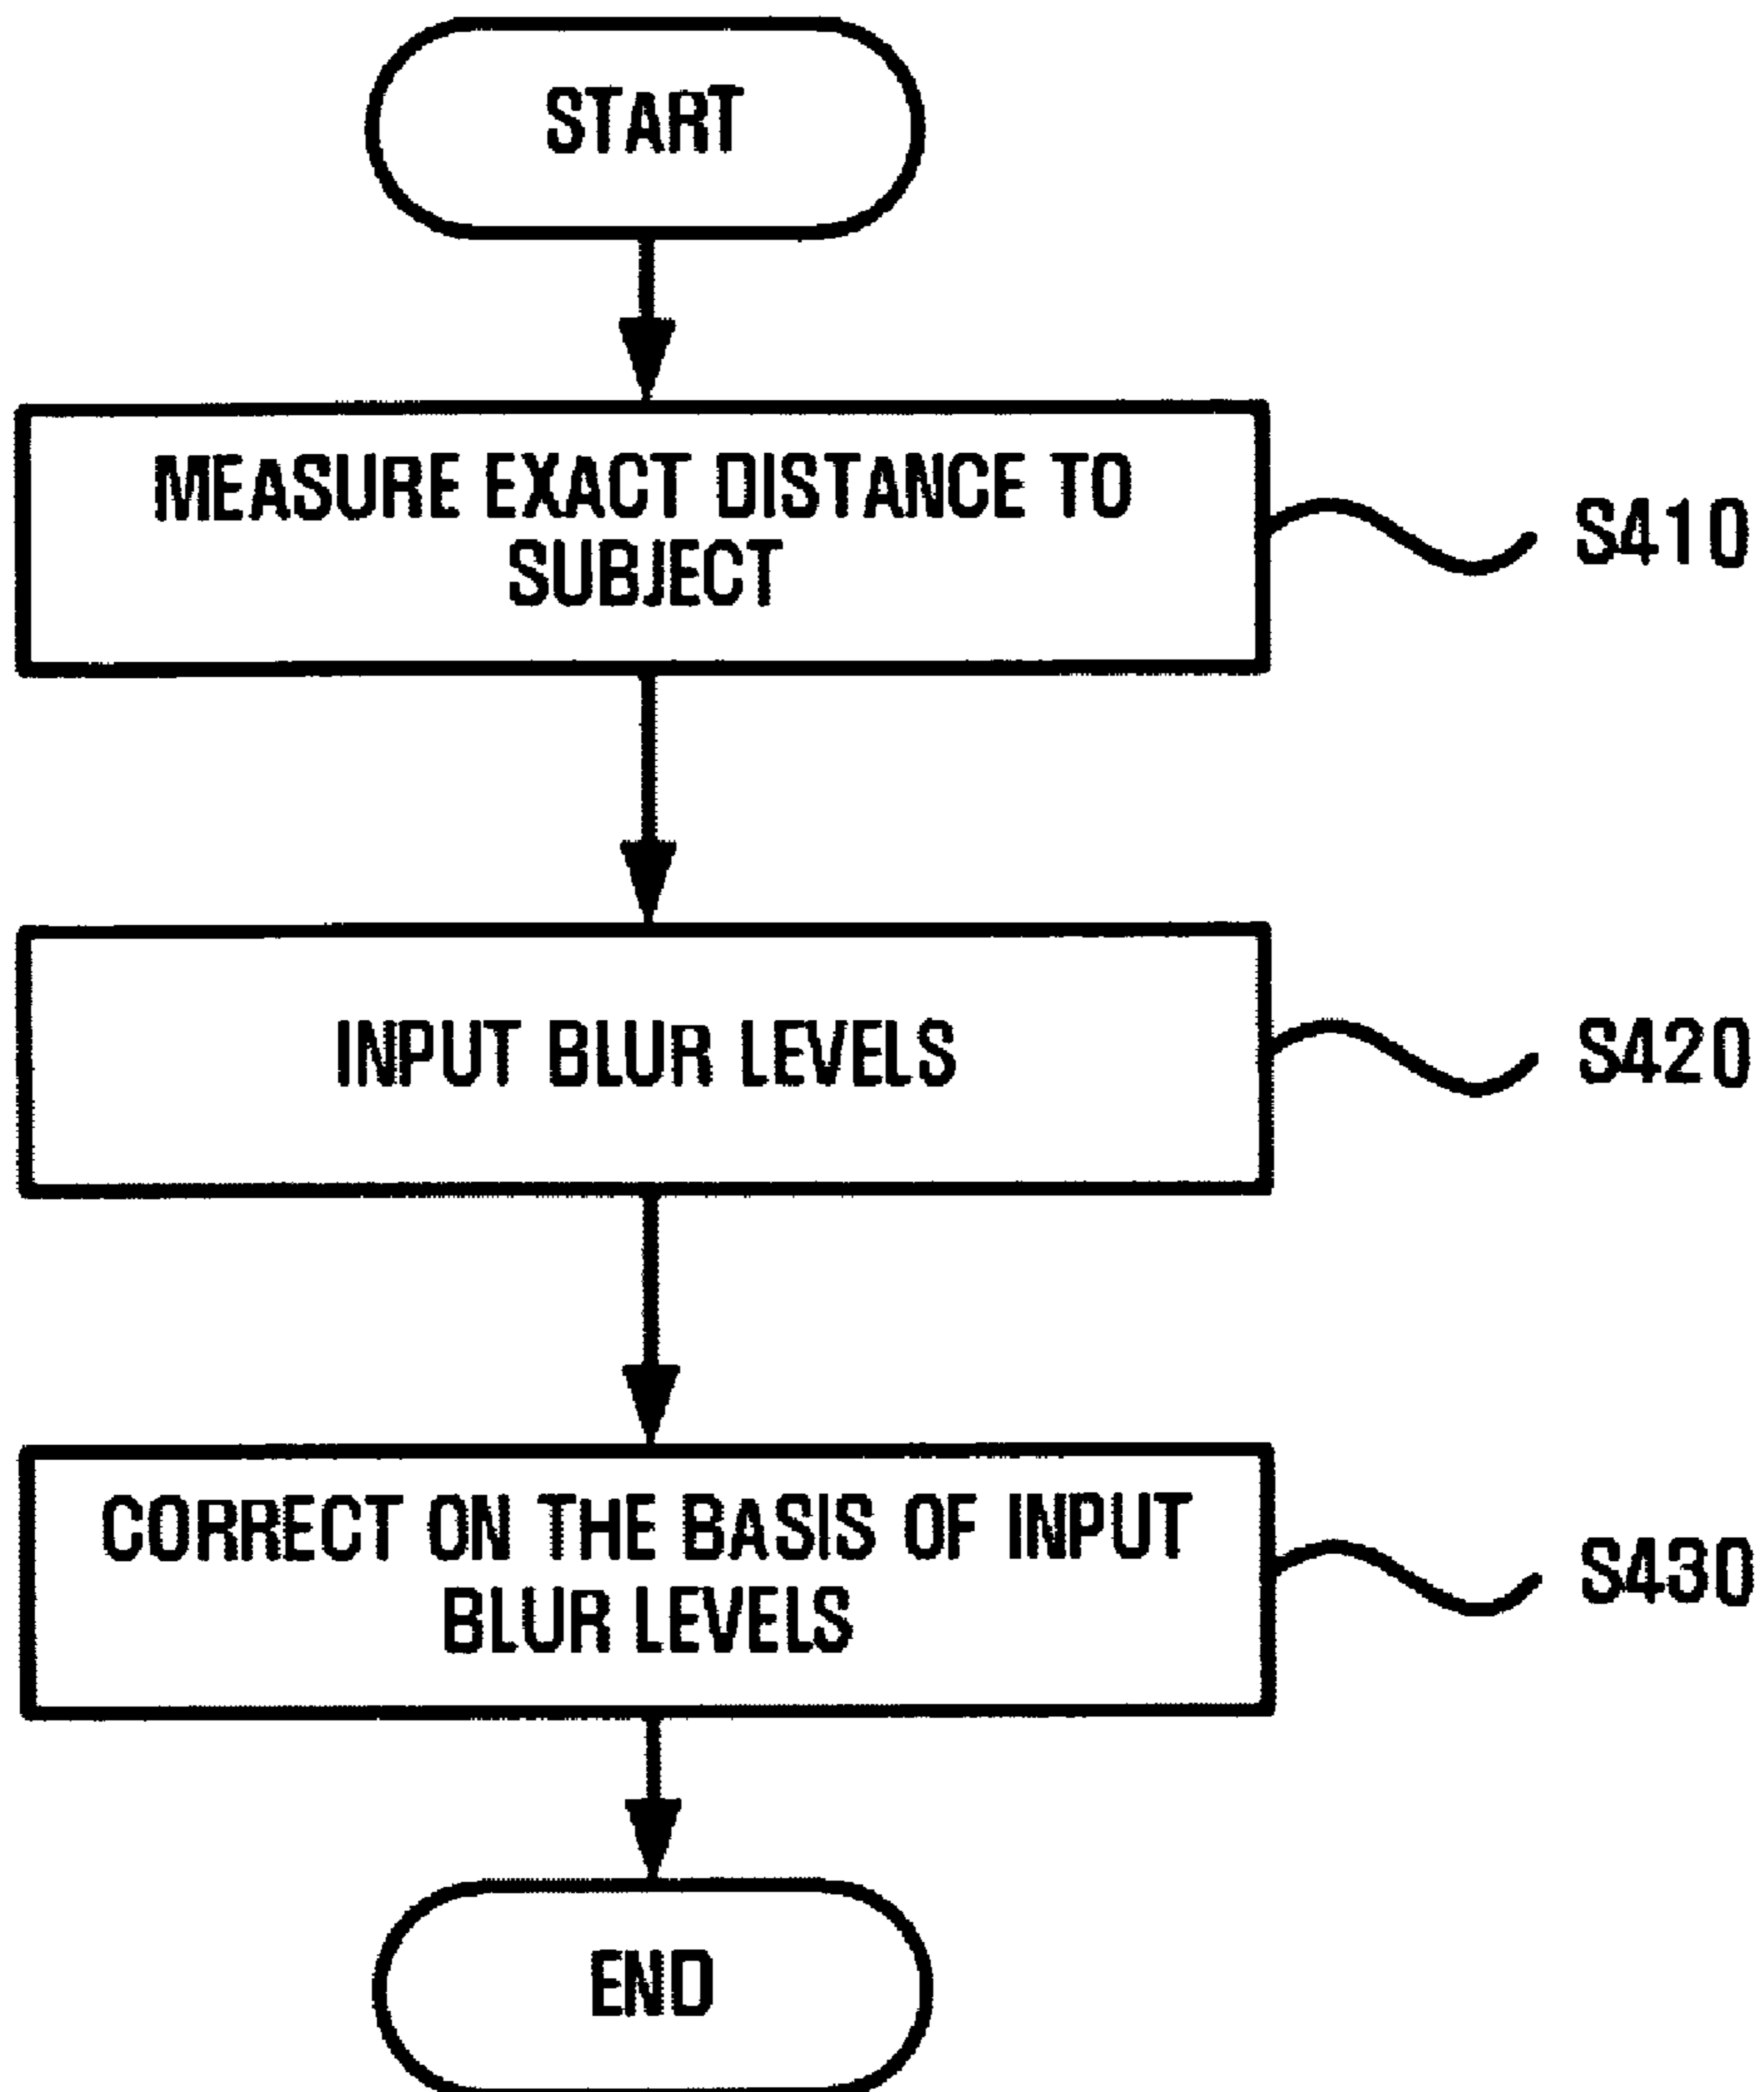 START
MEASURE EXACT DISTANCE TO
SUBJECT
S410
INPUT BLUR LEVELS
S420
CORRECT ON THE BASIS OF INPUT
BLUR LEVELS
S430
END